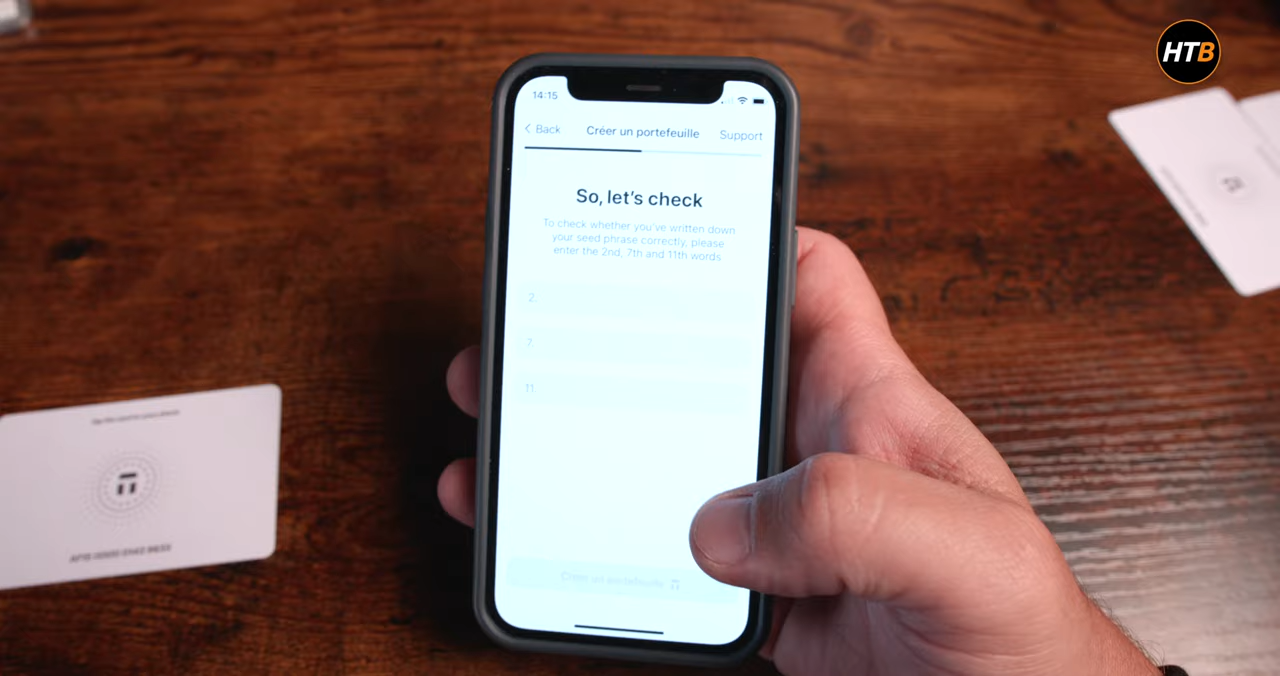 HTB
14:15
Back
Créer un portefeuille
Support
So, let's check
To check whether you've written down
your seed phrase correctly, please
enter the 2nd, 7th and 11th words
2.
7.
11.
Créer un portefeuille